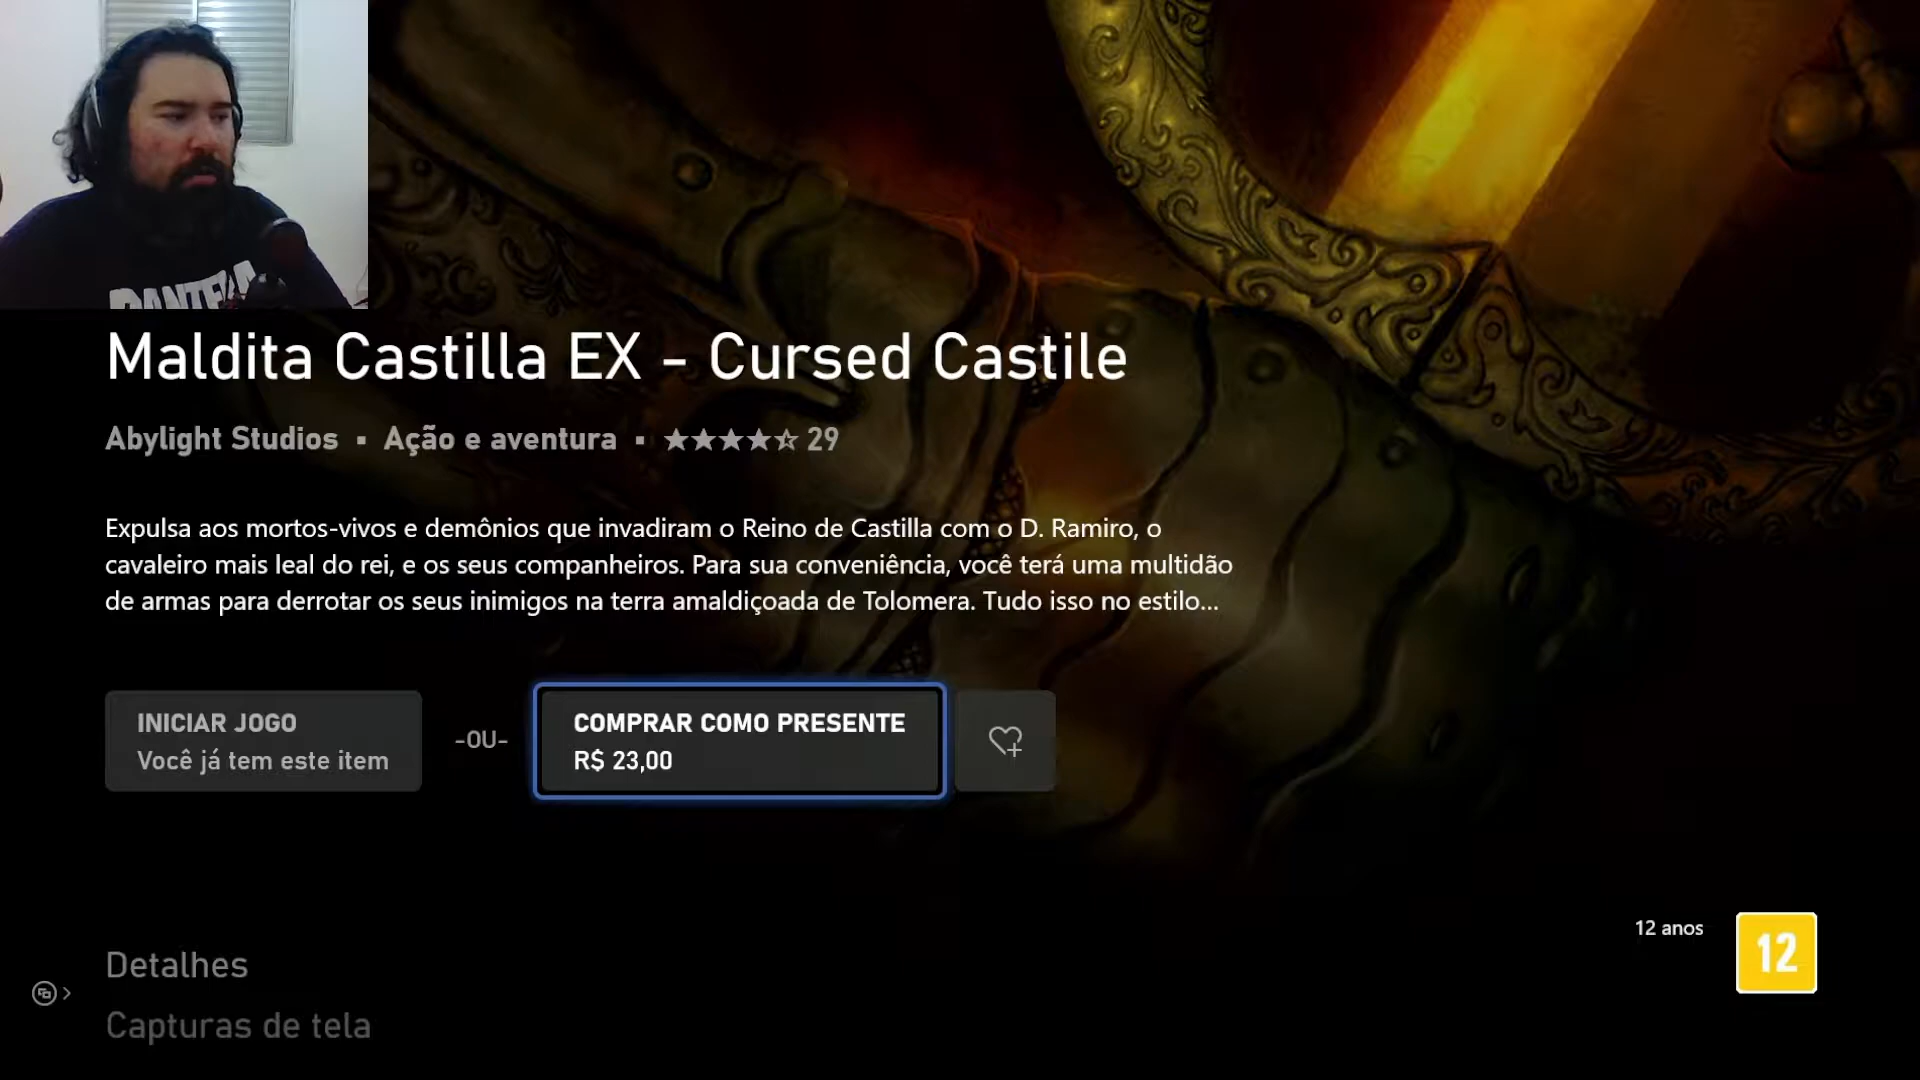 PANTERA
Maldita Castilla EX - Cursed Castile
Abylight Studios ▪ Ação e aventura ▪ ★★★★⯪ 29
Expulsa aos mortos-vivos e demônios que invadiram o Reino de Castilla com o D. Ramiro, o
cavaleiro mais leal do rei, e os seus companheiros. Para sua conveniência, você terá uma multidão
de armas para derrotar os seus inimigos na terra amaldiçoada de Tolomera. Tudo isso no estilo...
INICIAR JOGO
Você já tem este item
-OU-
COMPRAR COMO PRESENTE
R$ 23,00
12 anos
12
Detalhes
Capturas de tela